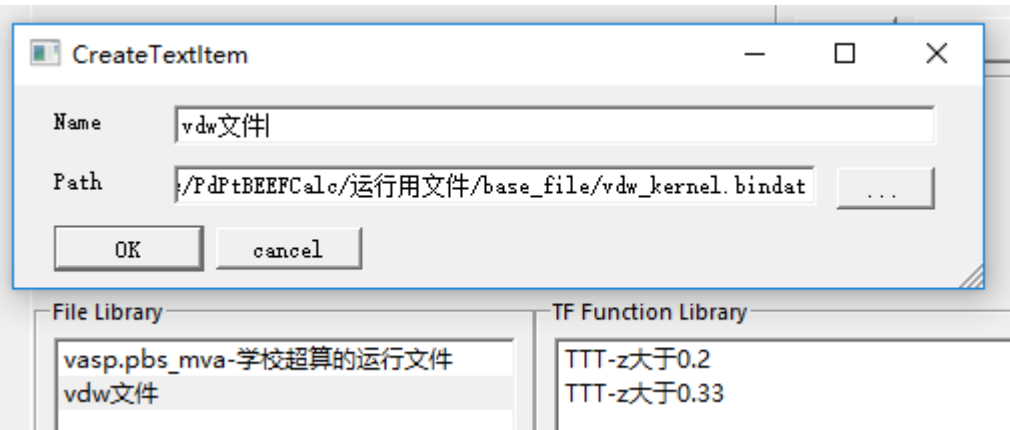 CreateTextItem
Name
vdw文件
Path
:/PdPtBEEFCalc/运行用文件/base_file/vdw_kernel.bindat
...
OK
cancel
File Library
vasp.pbs_mva-学校超算的运行文件
vdw文件
TF Function Library
TTT-z大于0.2
TTT-z大于0.33